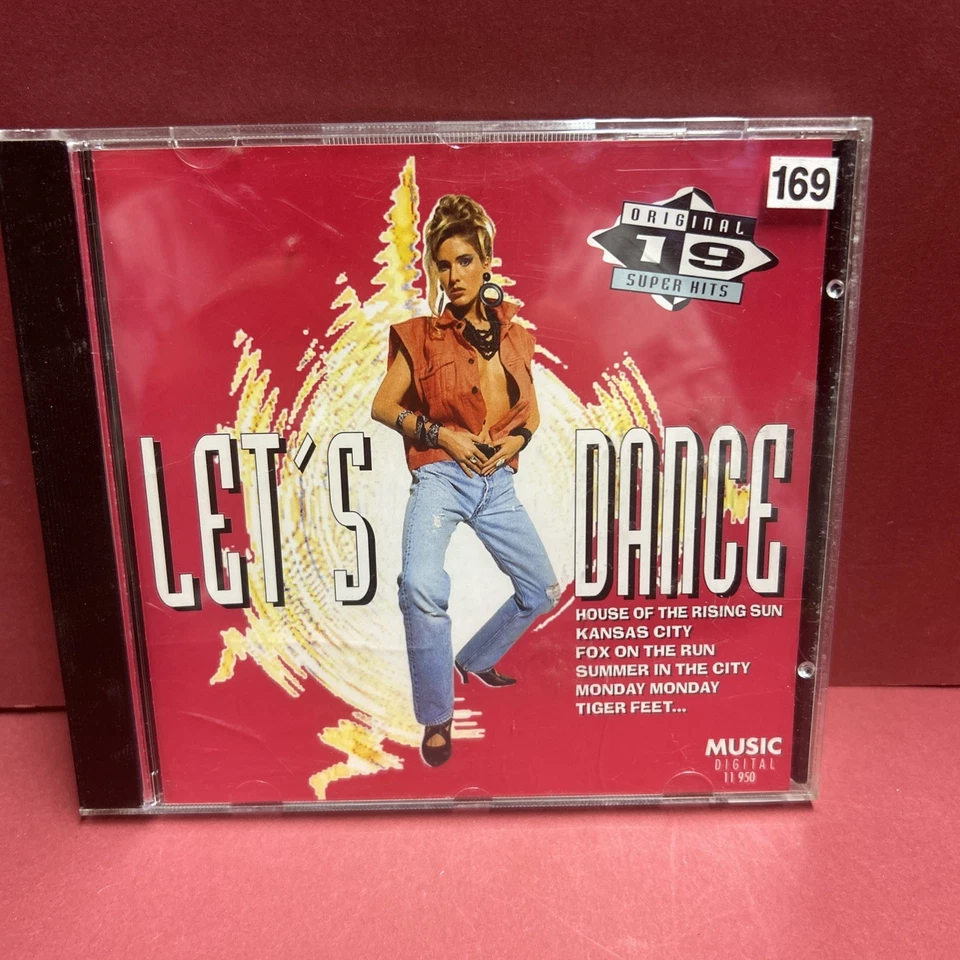 169
ORIGINAL
19
SUPER HITS
LET'S DANCE
HOUSE OF THE RISING SUN
KANSAS CITY
FOX ON THE RUN
SUMMER IN THE CITY
MONDAY MONDAY
TIGER FEET...
MUSIC
DIGITAL
11 950